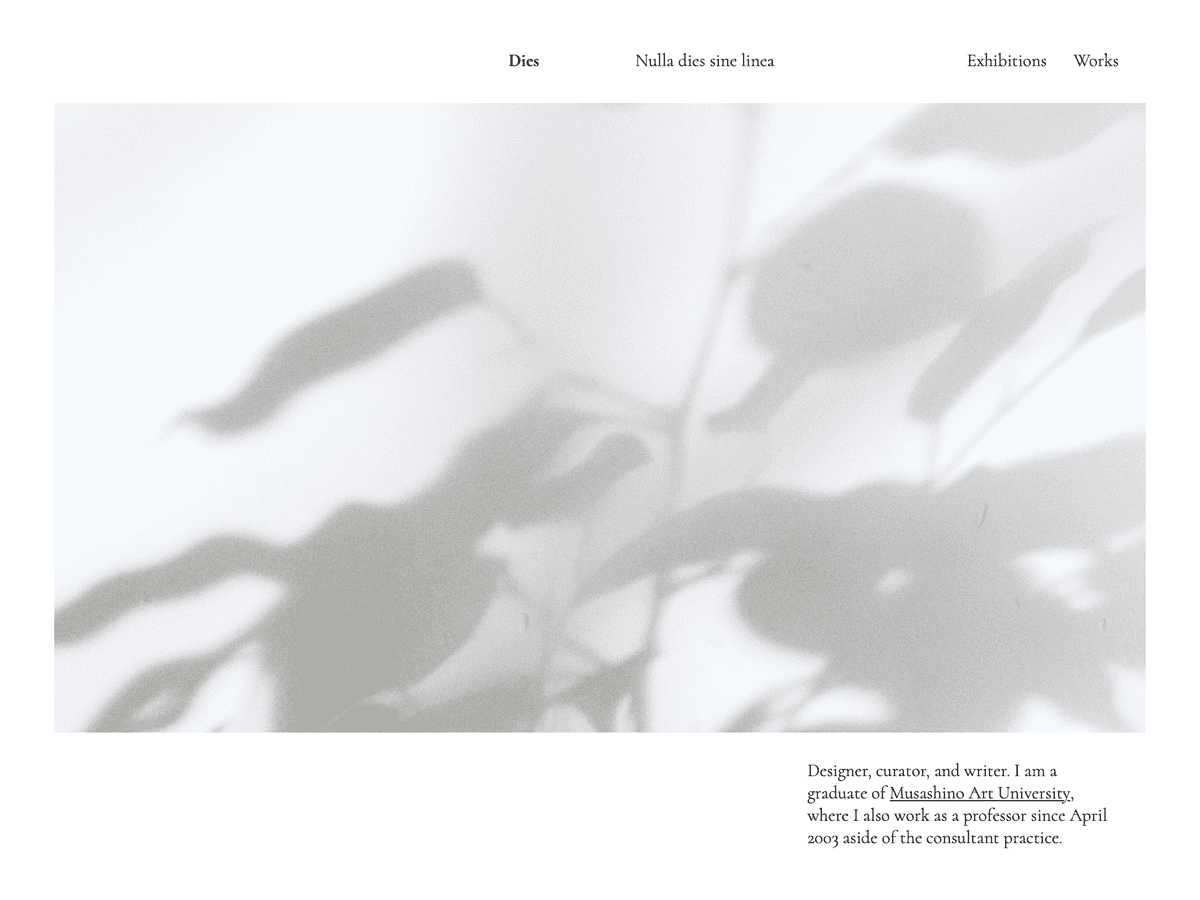 Dies
Nulla dies sine linea
Exhibitions
Works
Designer, curator, and writer. I am a
graduate of Musashino Art University,
where I also work as a professor since April
2003 aside of the consultant practice.